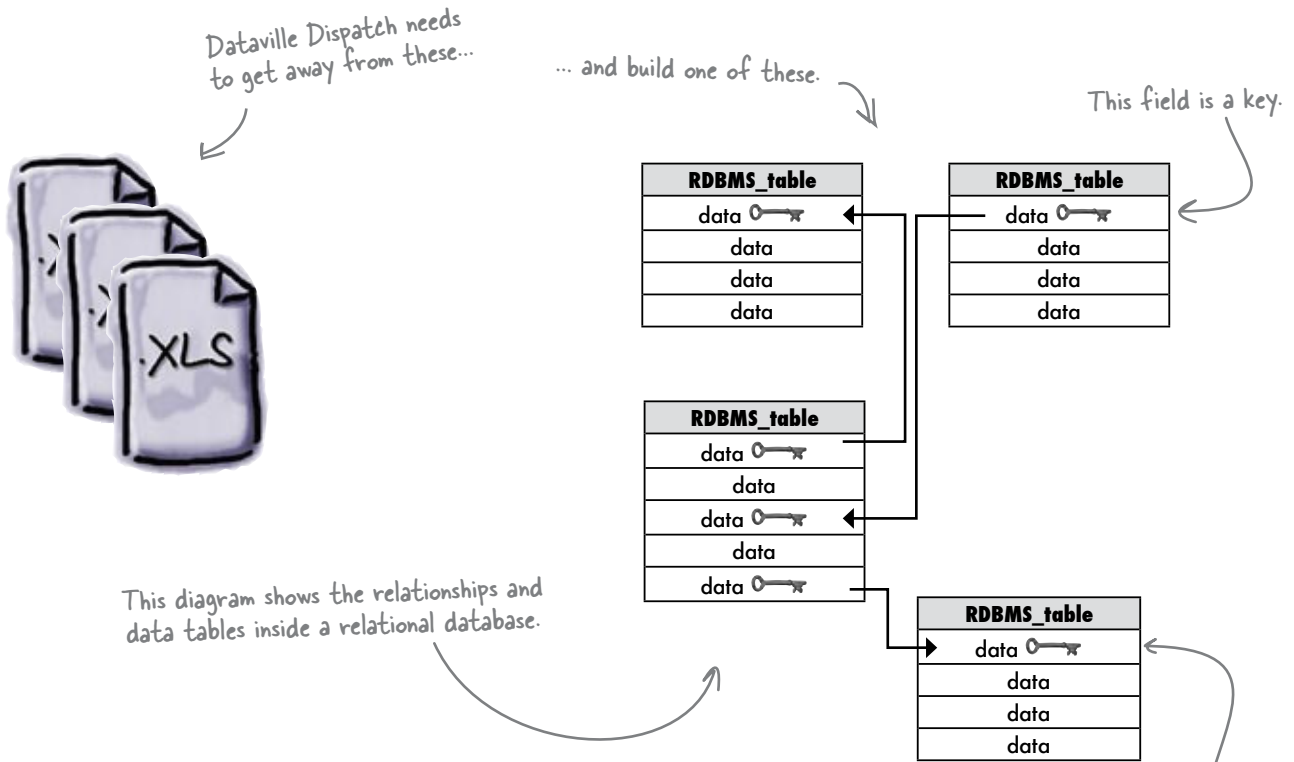 Dataville Dispatch needs
to get away from these...
... and build one of these.
This field is a key.
.X
.X
.XLS
RDBMS_table
data
data
data
data
RDBMS_table
data
data
data
data
RDBMS_table
data
data
data
data
data
This diagram shows the relationships and
data tables inside a relational database.
RDBMS_table
data
data
data
data